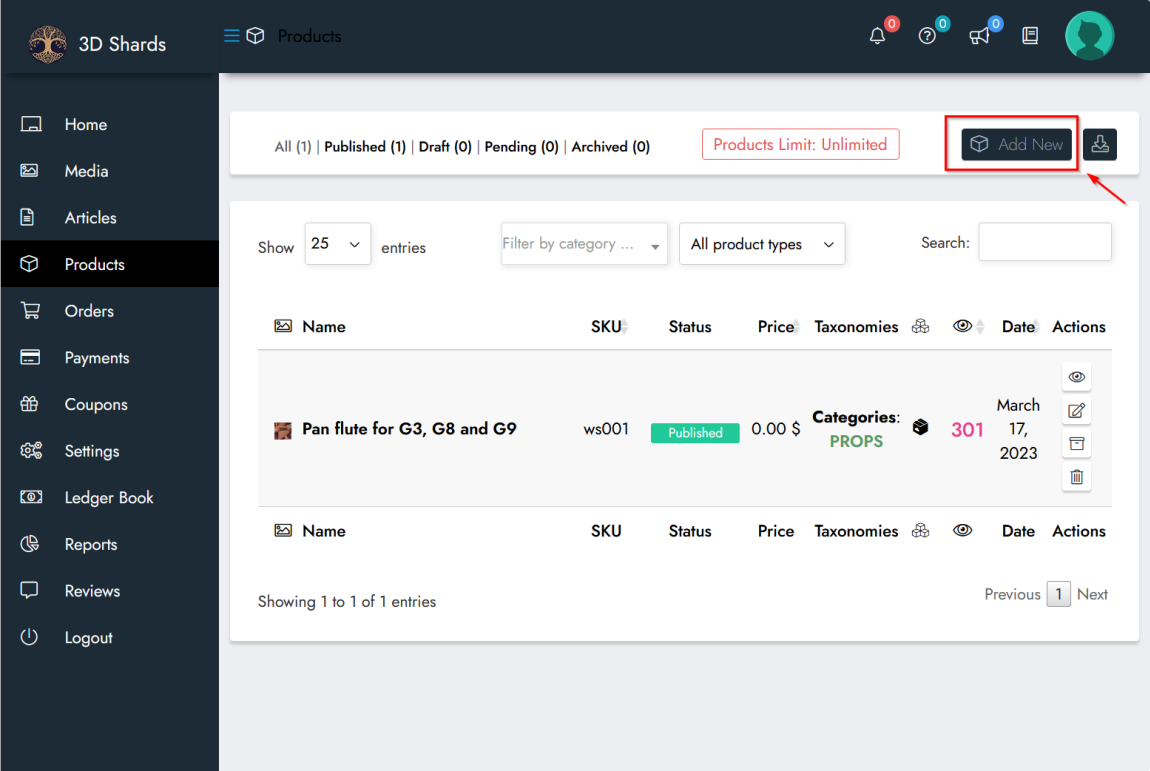 3D Shards
Products
0
0
0
Home
Media
Articles
Products
Orders
Payments
Coupons
Settings
Ledger Book
Reports
Reviews
Logout
All (1) | Published (1) | Draft (0) | Pending (0) | Archived (0)
Products Limit: Unlimited
Add New
Show 25 entries
Filter by category ...
All product types
Search:
Name SKU Status Price Taxonomies Date Actions
Pan flute for G3, G8 and G9
ws001
Published
0.00 $
Categories:
PROPS
301
March
17,
2023
Name SKU Status Price Taxonomies Date Actions
Showing 1 to 1 of 1 entries
Previous 1 Next